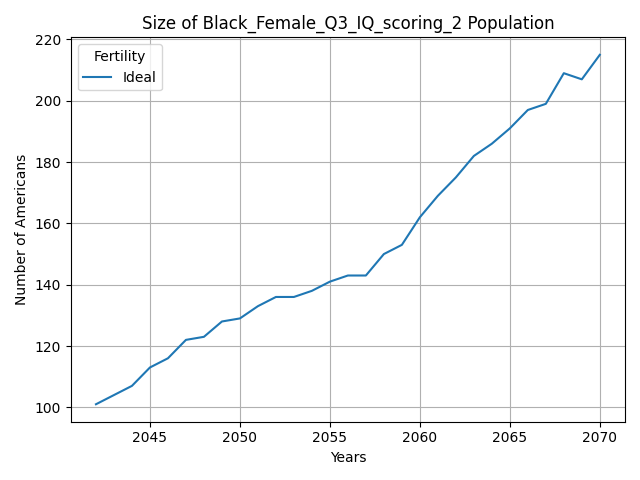 Size of Black_Female_Q3_IQ_scoring_2 Population
220
200
180
160
140
120
100
Number of Americans
Fertility
Ideal
2045 2050 2055 2060 2065 2070
Years